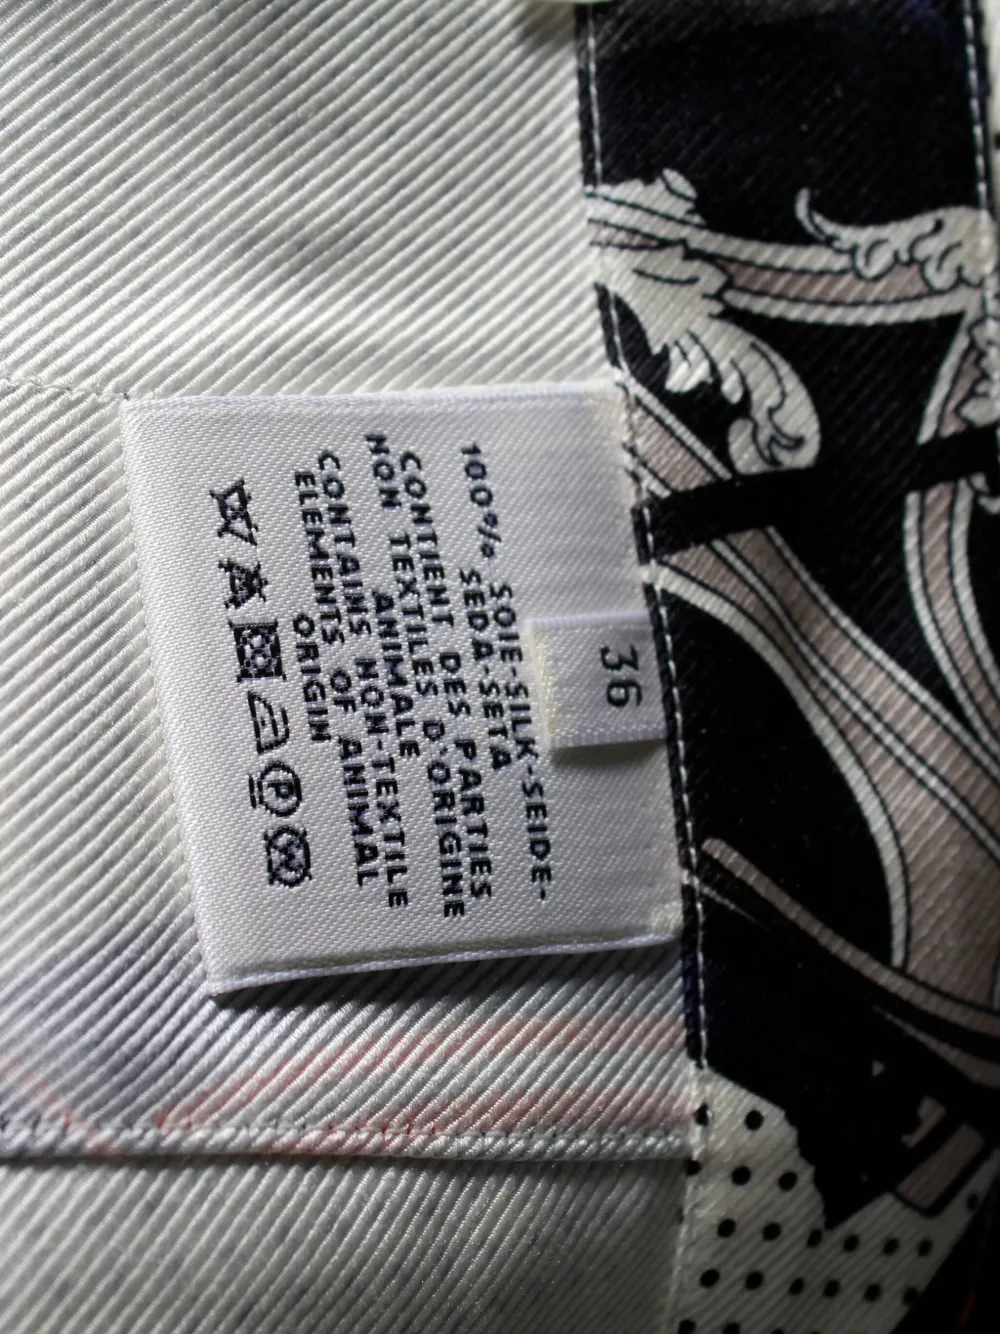 36
100% SOIE-SILK-SEIDE-
SEDA-SETA
CONTIENT DES PARTIES
NON TEXTILES D'ORIGINE
ANIMALE
CONTAINS NON-TEXTILE
ELEMENTS OF ANIMAL
ORIGIN
P
W